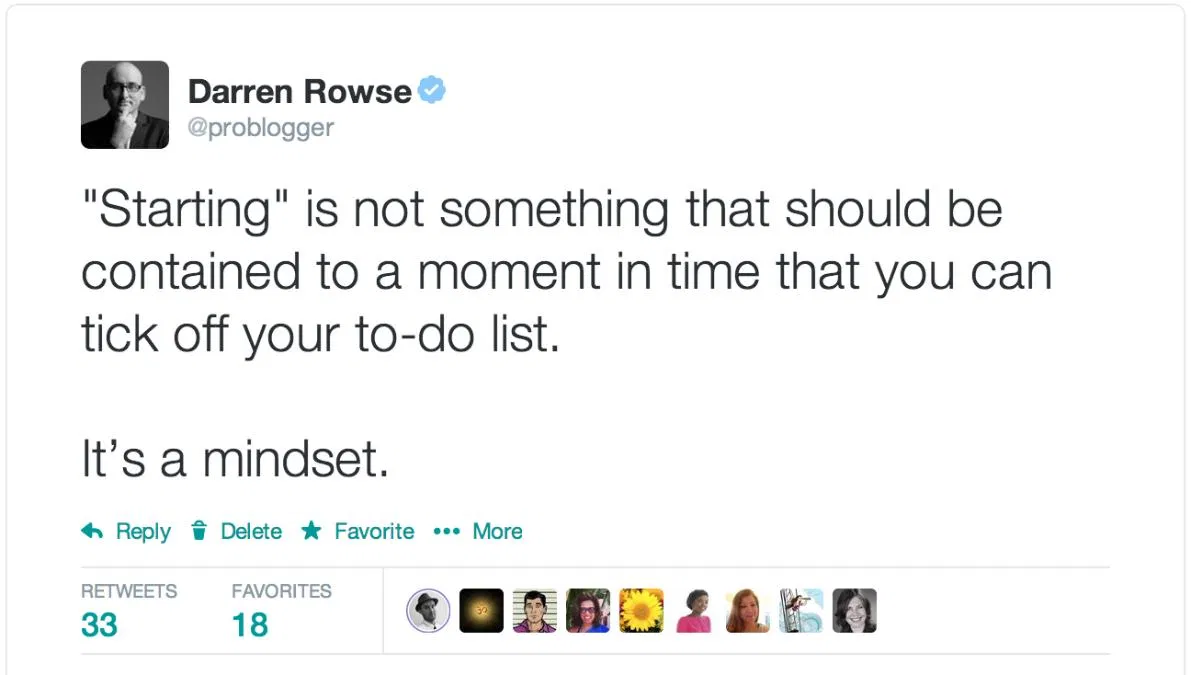 Darren Rowse
@problogger
"Starting" is not something that should be
contained to a moment in time that you can
tick off your to-do list.
It’s a mindset.
Reply Delete Favorite More
RETWEETS FAVORITES
33 18